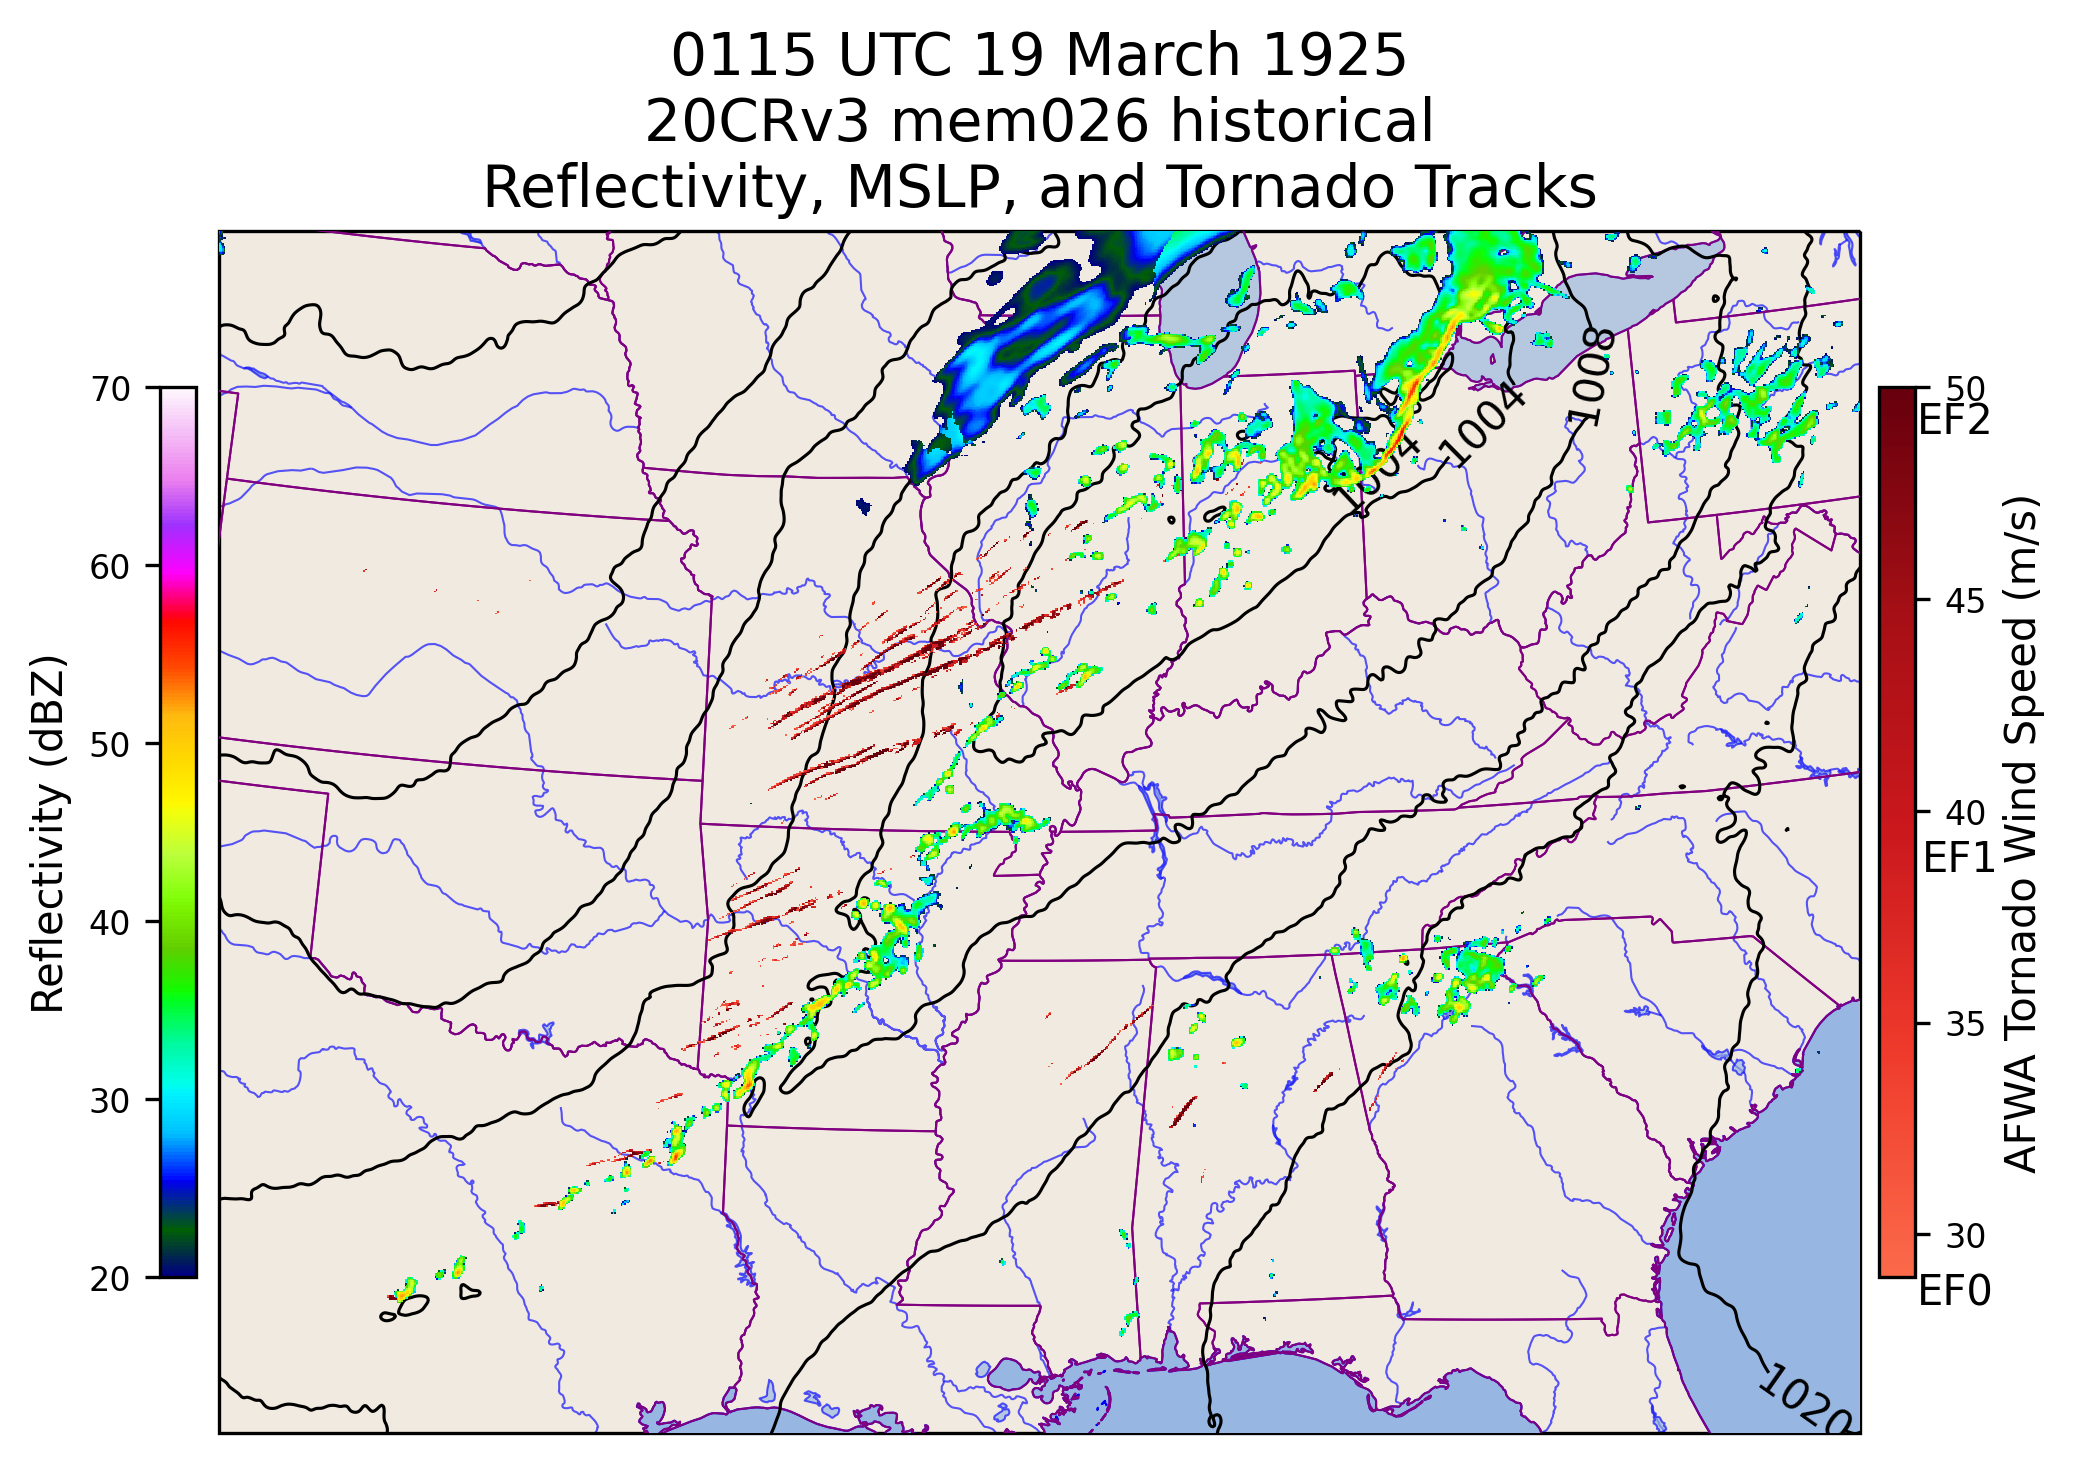 0115 UTC 19 March 1925
20CRv3 mem026 historical
Reflectivity, MSLP, and Tornado Tracks
Reflectivity (dBZ)
70
60
50
40
30
20
1008
1004
1004
1020
50
EF2
45
40
EF1
35
30
EF0
AFWA Tornado Wind Speed (m/s)